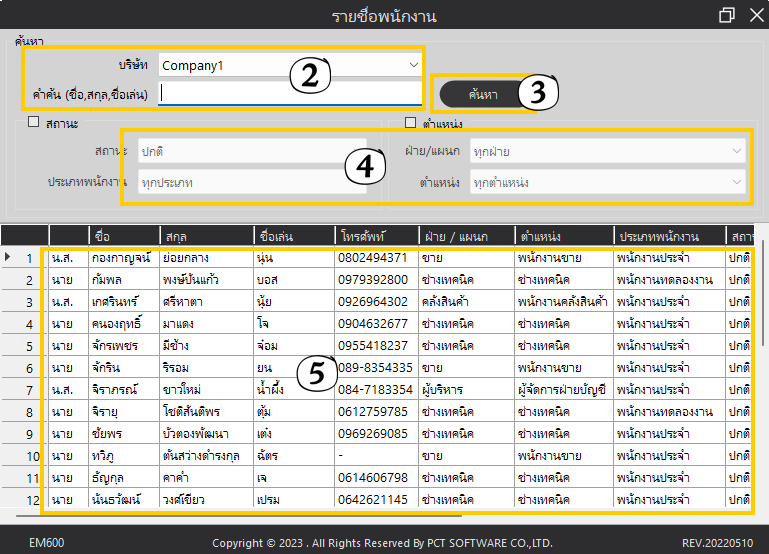 รายชื่อพนักงาน
ค้นหา
บริษัท Company1 2
คำค้น (ชื่อ,สกุล,ชื่อเล่น) ค้นหา 3
สถานะ ตำแหน่ง
สถานะ ปกติ 4 ฝ่าย/แผนก ทุกฝ่าย
ประเภทพนักงาน ทุกประเภท ตำแหน่ง ทุกตำแหน่ง
ชื่อ สกุล ชื่อเล่น โทรศัพท์ ฝ่าย / แผนก ตำแหน่ง ประเภทพนักงาน สถาน
1 น.ส. กองกาญจน์ ย่อยกลาง นุ่น 0802494371 ขาย พนักงานขาย พนักงานประจำ ปกติ
2 นาย กัมพล พงษ์ปั่นแก้ว บอส 0979392800 ช่างเทคนิค ช่างเทคนิค พนักงานทดลองงาน ปกติ
3 น.ส. เกศรินทร์ ศรีหาตา นุ้ย 0926964302 คลังสินค้า พนักงานคลังสินค้า พนักงานประจำ ปกติ
4 นาย คนองฤทธิ์ มาแดง โจ 0904632677 ช่างเทคนิค ช่างเทคนิค พนักงานประจำ ปกติ
5 นาย จักรเพชร มีช้าง จ๋อม 0955418237 ช่างเทคนิค ช่างเทคนิค พนักงานประจำ ปกติ
6 นาย จักริน ริรอม ยน 089-8354335 ขาย พนักงานขาย พนักงานประจำ ปกติ
7 น.ส. จิราภรณ์ ขาวใหม่ น้ำผึ้ง 084-7183354 ผู้บริหาร ผู้จัดการฝ่ายบัญชี พนักงานประจำ ปกติ
8 นาย จิรายุ โชติสันติพร ตุ้ม 0612759785 ช่างเทคนิค ช่างเทคนิค พนักงานทดลองงาน ปกติ
9 นาย ชัยพร บัวทองพัฒนา เต๋ง 0969269085 ช่างเทคนิค ช่างเทคนิค พนักงานประจำ ปกติ
10 นาย ทวิภู ต้นสว่างดำรงกุล ฉัตร - ขาย พนักงานขาย พนักงานประจำ ปกติ
11 นาย ธัญกุล คาคำ เจ 0614606798 ช่างเทคนิค ช่างเทคนิค พนักงานประจำ ปกติ
12 นาย นันธวัฒน์ วงศ์เขียว เปรม 0642621145 ช่างเทคนิค ช่างเทคนิค พนักงานประจำ ปกติ
5
EM600 Copyright © 2023 . All Rights Reserved By PCT SOFTWARE CO.,LTD. REV.20220510